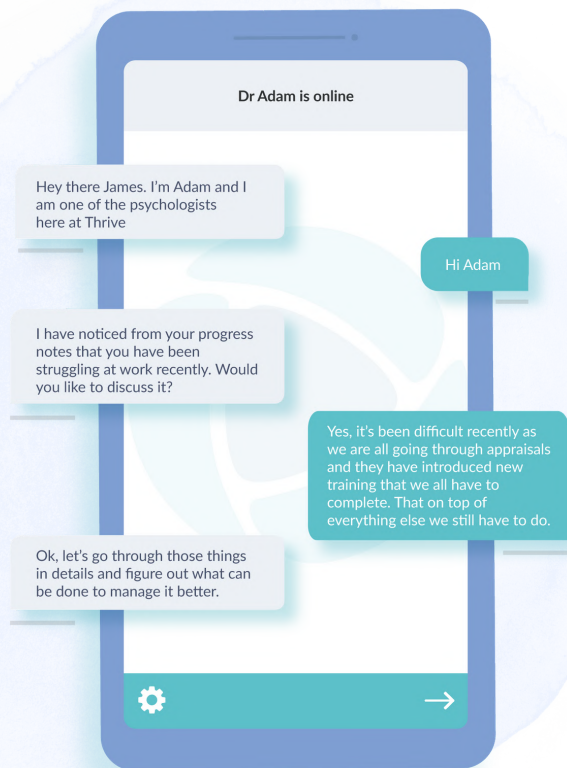 Dr Adam is online
Hey there James. I'm Adam and I
am one of the psychologists
here at Thrive
Hi Adam
I have noticed from your progress
notes that you have been
struggling at work recently. Would
you like to discuss it?
Yes, it's been difficult recently as
we are all going through appraisals
and they have introduced new
training that we all have to
complete. That on top of
everything else we still have to do.
Ok, let's go through those things
in details and figure out what can
be done to manage it better.